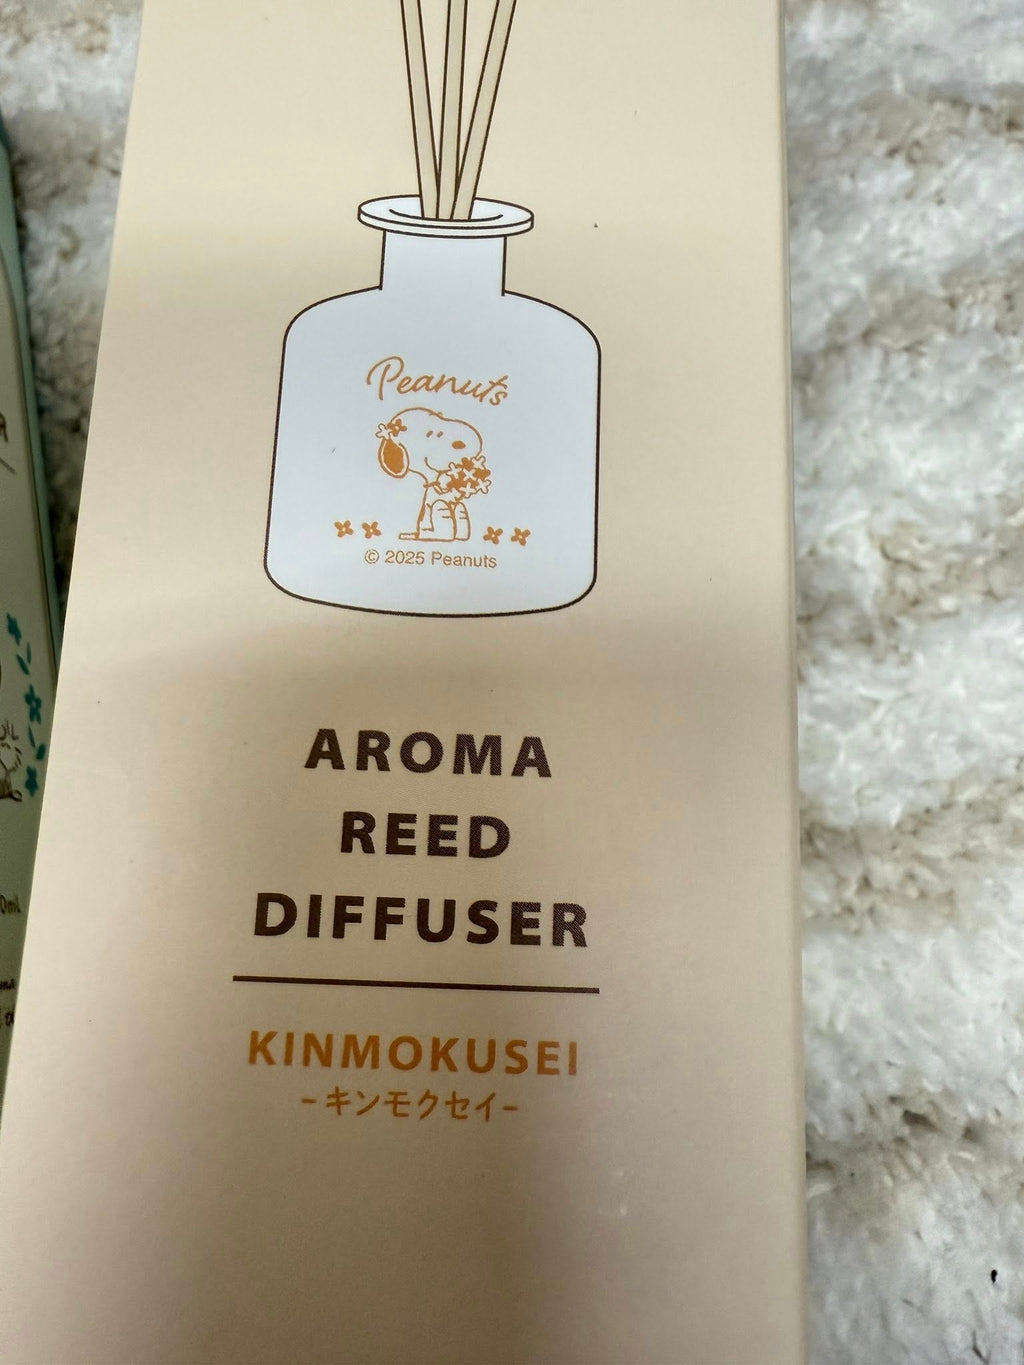 Peanuts
© 2025 Peanuts
AROMA
REED
DIFFUSER
KINMOKUSEI
-キンモクセイ-